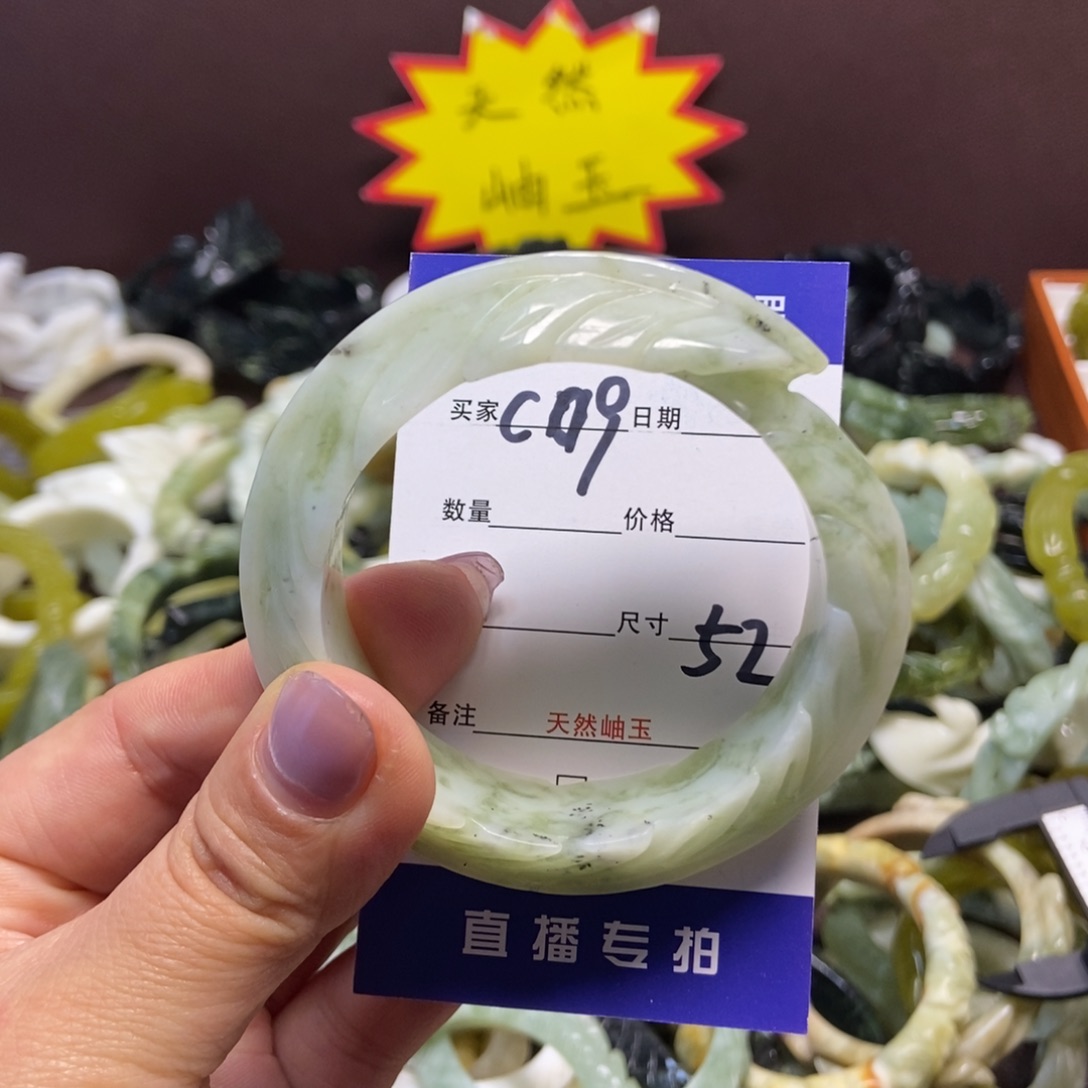 天然
岫玉
买家 日期
数量 价格
尺寸 52
备注 天然岫玉
直播专拍